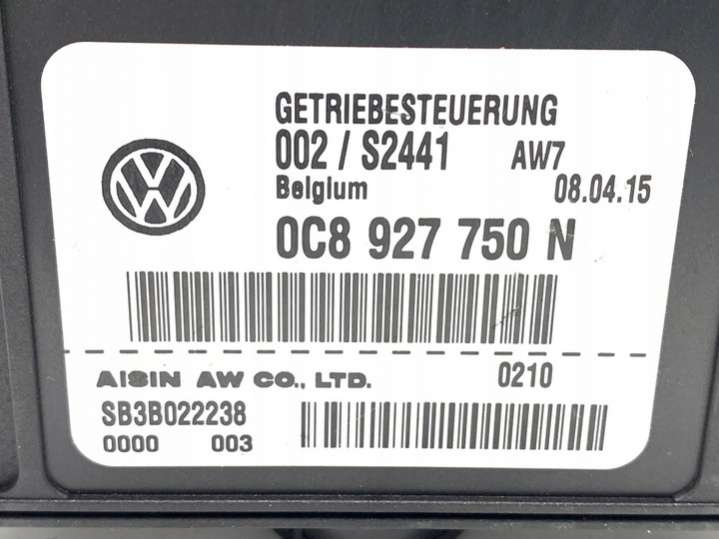 GETRIEBESTEUERUNG
002 / S2441 AW7
Belgium 08.04.15
0C8 927 750 N
AISIN AW CO., LTD. 0210
SB3B022238
0000 003